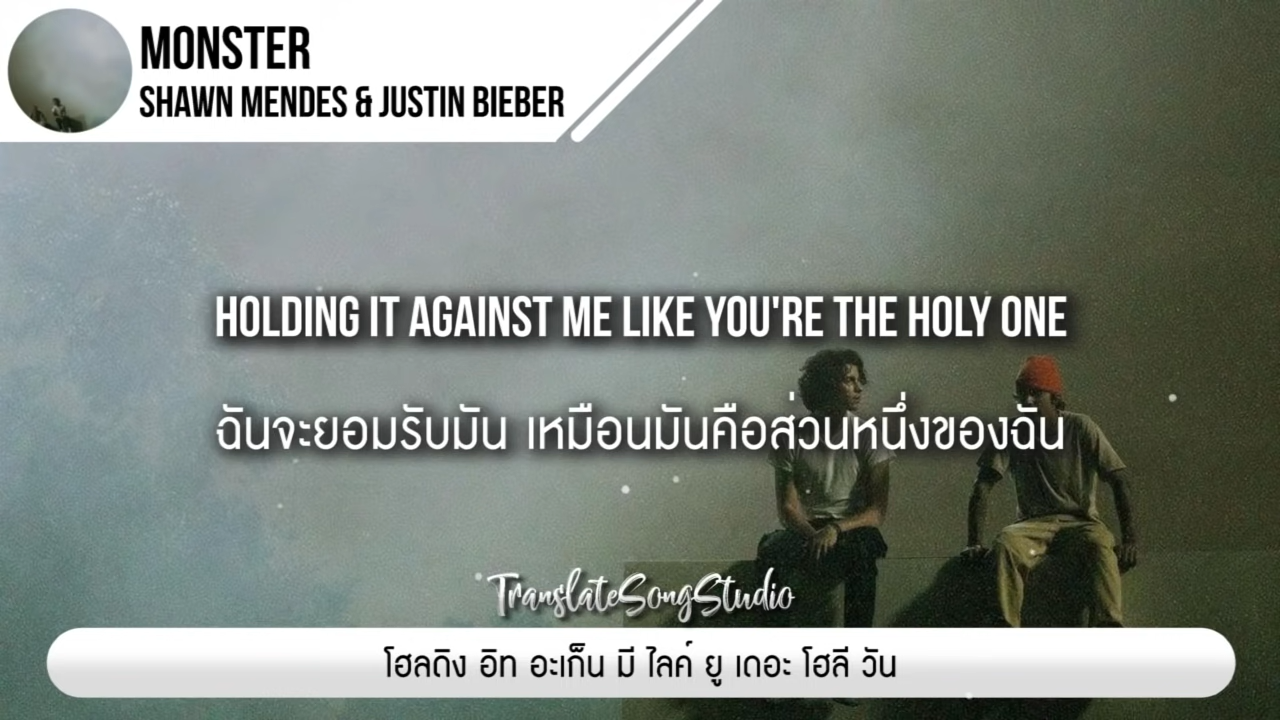 MONSTER
SHAWN MENDES & JUSTIN BIEBER
HOLDING IT AGAINST ME LIKE YOU'RE THE HOLY ONE
ฉันจะยอมรับมัน เหมือนมันคือส่วนหนึ่งของฉัน
TranslateSongStudio
โฮลดิง อิท อะเก็น มี ไลค์ ยู เดอะ โฮลี วัน